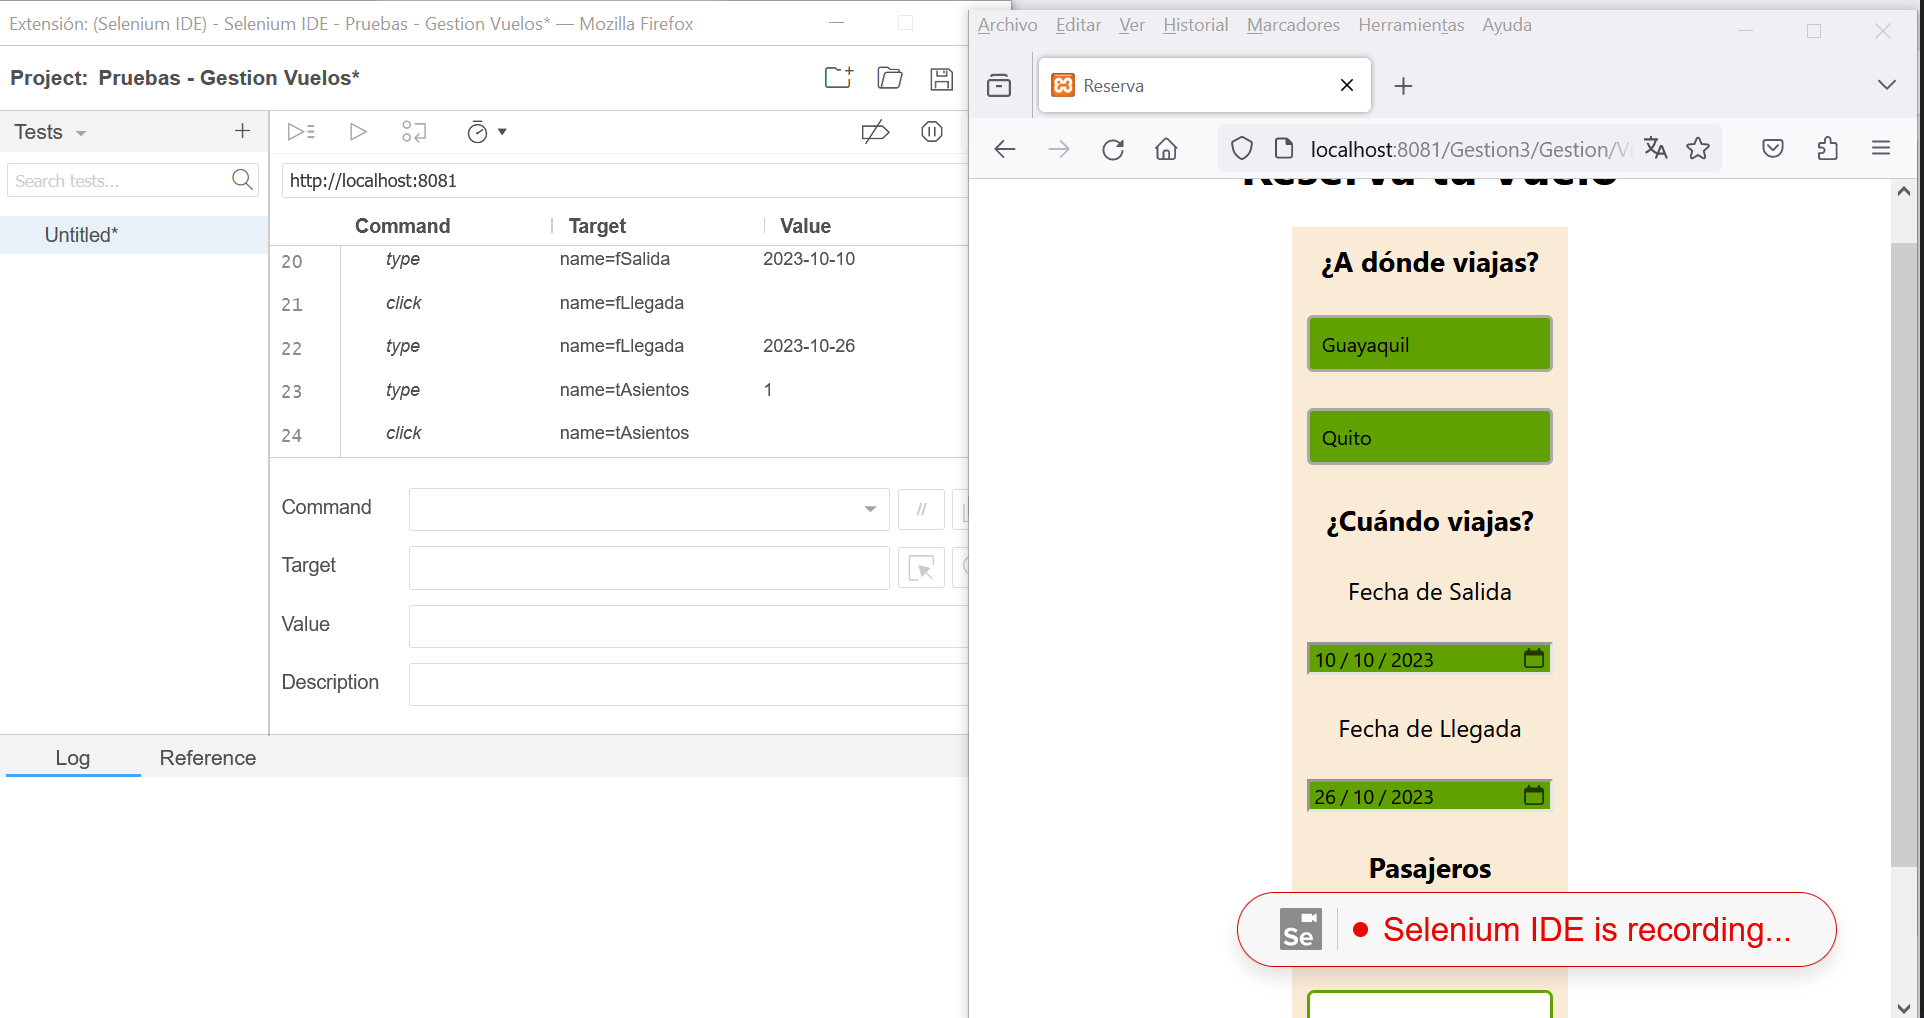 Extensión: (Selenium IDE) - Selenium IDE - Pruebas - Gestion Vuelos* — Mozilla Firefox
Project: Pruebas - Gestion Vuelos*
Tests
Search tests...
Untitled*
http://localhost:8081
Command Target Value
20 type name=fSalida 2023-10-10
21 click name=fLlegada
22 type name=fLlegada 2023-10-26
23 type name=tAsientos 1
24 click name=tAsientos
Command
//
Target
Value
Description
Log Reference
Archivo Editar Ver Historial Marcadores Herramientas Ayuda
Reserva
localhost:8081/Gestion3/Gestion/Vi
Reserva tu vuelo
¿A dónde viajas?
Guayaquil
Quito
¿Cuándo viajas?
Fecha de Salida
10 / 10 / 2023
Fecha de Llegada
26 / 10 / 2023
Pasajeros
Se
Selenium IDE is recording...